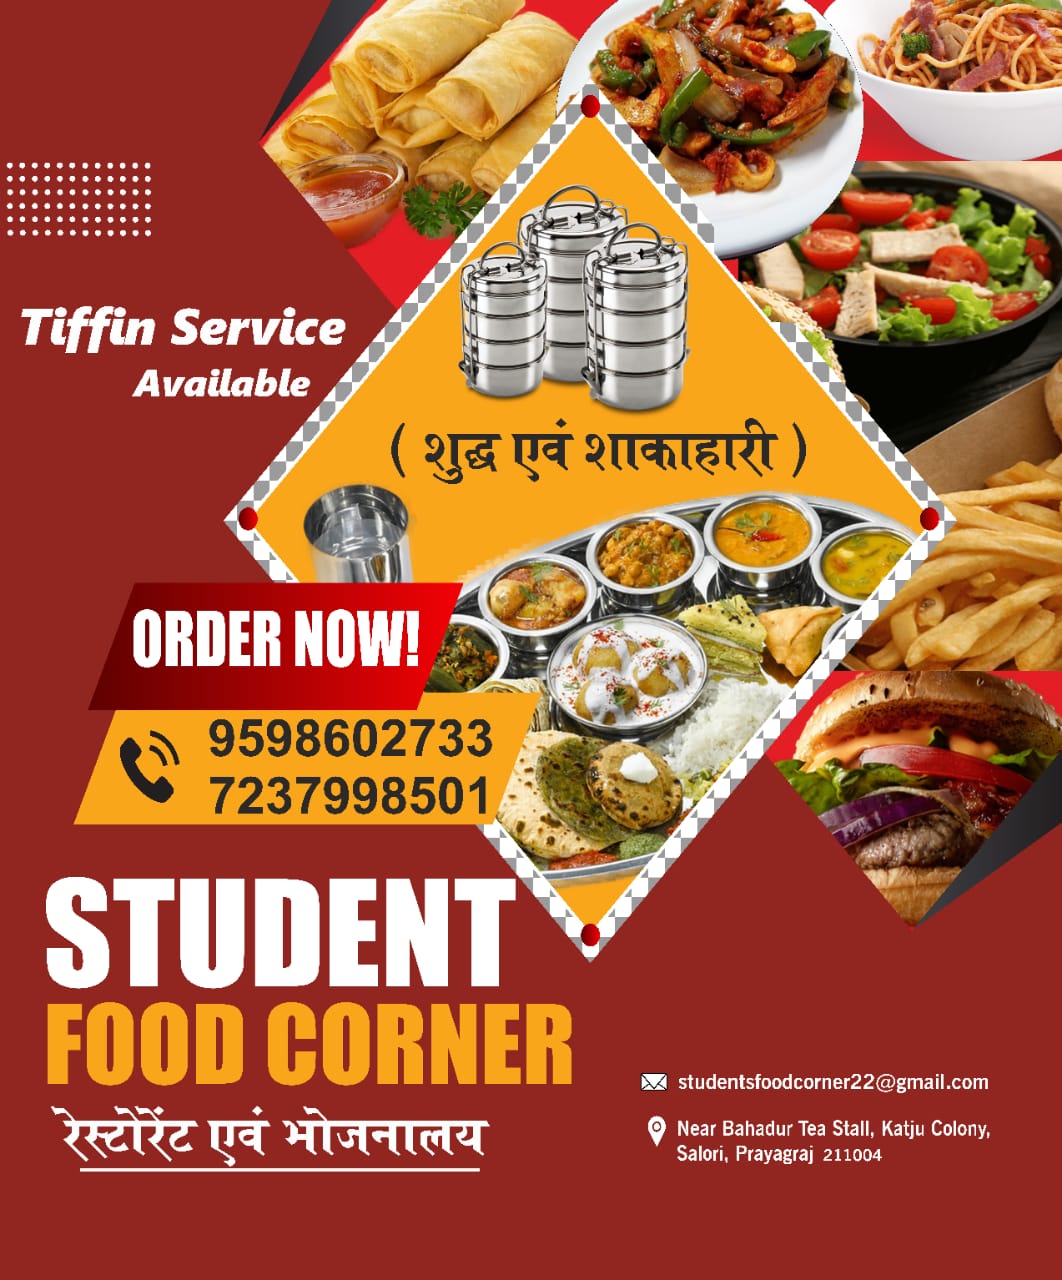 Tiffin Service
Available
( शुद्ध एवं शाकाहारी )
ORDER NOW!
9598602733
7237998501
STUDENT
FOOD CORNER
रेस्टोरेंट एवं भोजनालय
studentsfoodcorner22@gmail.com
Near Bahadur Tea Stall, Katju Colony,
Salori, Prayagraj 211004